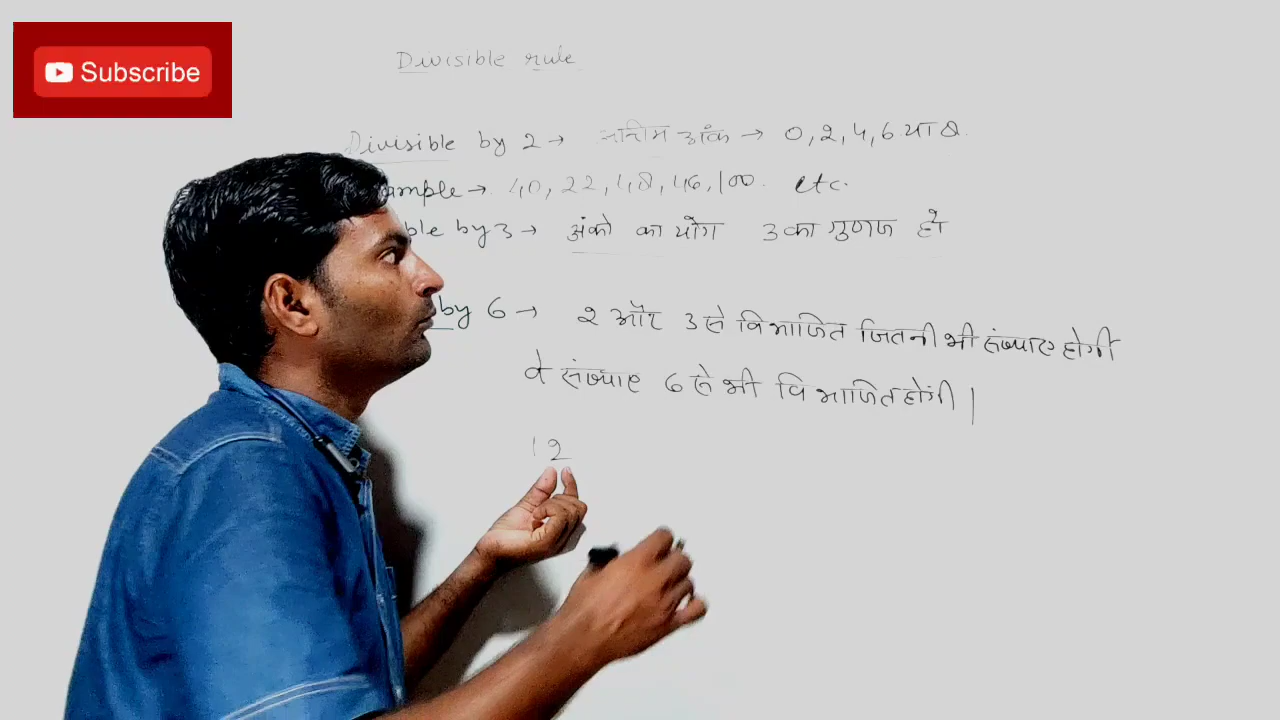 Subscribe
Divisible rule
Divisible by 2 → अंक → 0, 2, 4, 6 या 8
ample → 40, 22, 48, 46, 100. etc.
ble by 3 → अंको का योग 3 का गुणज हो
by 6 → 2 और 3 से विभाजित जितनी भी संख्याए होगी
वे संख्याए 6 से भी विभाजित होंगी |
12